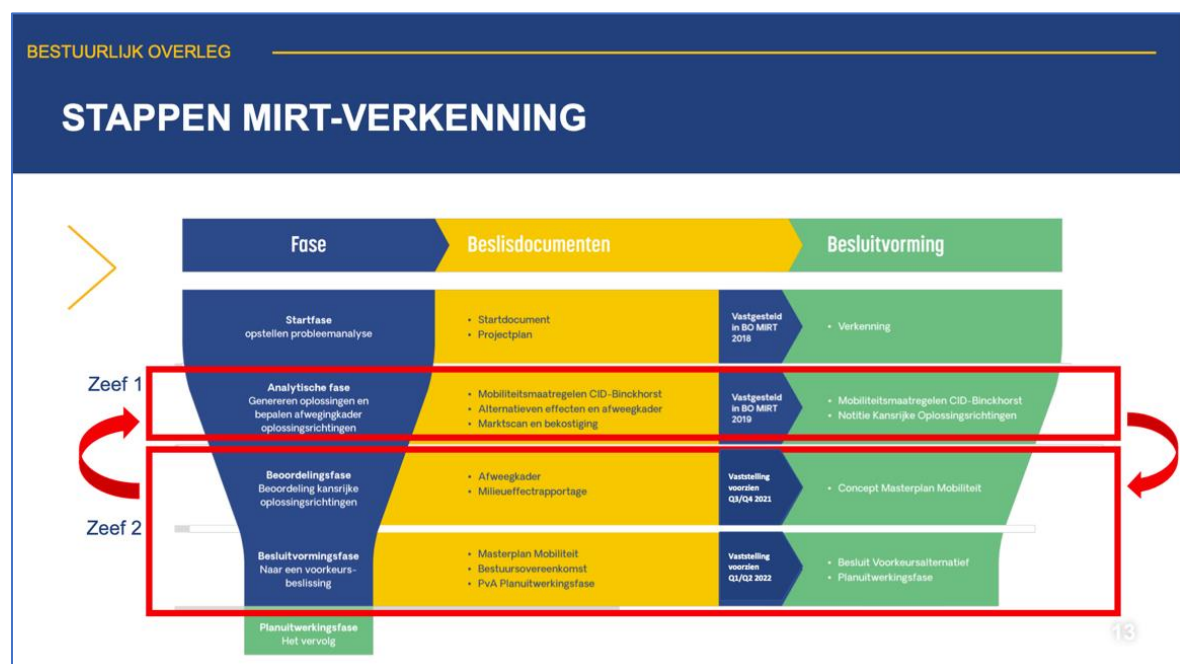 BESTUURLIJK OVERLEG
STAPPEN MIRT-VERKENNING
Fase
Beslisdocumenten
Besluitvorming
Startfase
opstellen probleemanalyse
• Startdocument
• Projectplan
Vastgesteld
in BO MIRT
2018
• Verkenning
Zeef 1
Analytische fase
Genereren oplossingen en
bepalen afwegingkader
oplossingsrichtingen
• Mobiliteitsmaatregelen CID-Binckhorst
• Alternatieven effecten en afweegkader
• Marktscan en bekostiging
Vastgesteld
in BO MIRT
2019
• Mobiliteitsmaatregelen CID-Binckhorst
• Notitie Kansrijke Oplossingsrichtingen
Zeef 2
Beoordelingsfase
Beoordeling kansrijke
oplossingsrichtingen
• Afweegkader
• Milieueffectrapportage
Vaststelling
voorzien
Q3/Q4 2021
• Concept Masterplan Mobiliteit
Besluitvormingsfase
Naar een voorkeurs-
beslissing
• Masterplan Mobiliteit
• Bestuursovereenkomst
• PvA Planuitwerkingsfase
Vaststelling
voorzien
Q1/Q2 2022
• Besluit Voorkeursalternatief
• Planuitwerkingsfase
Planuitwerkingsfase
Het vervolg
13